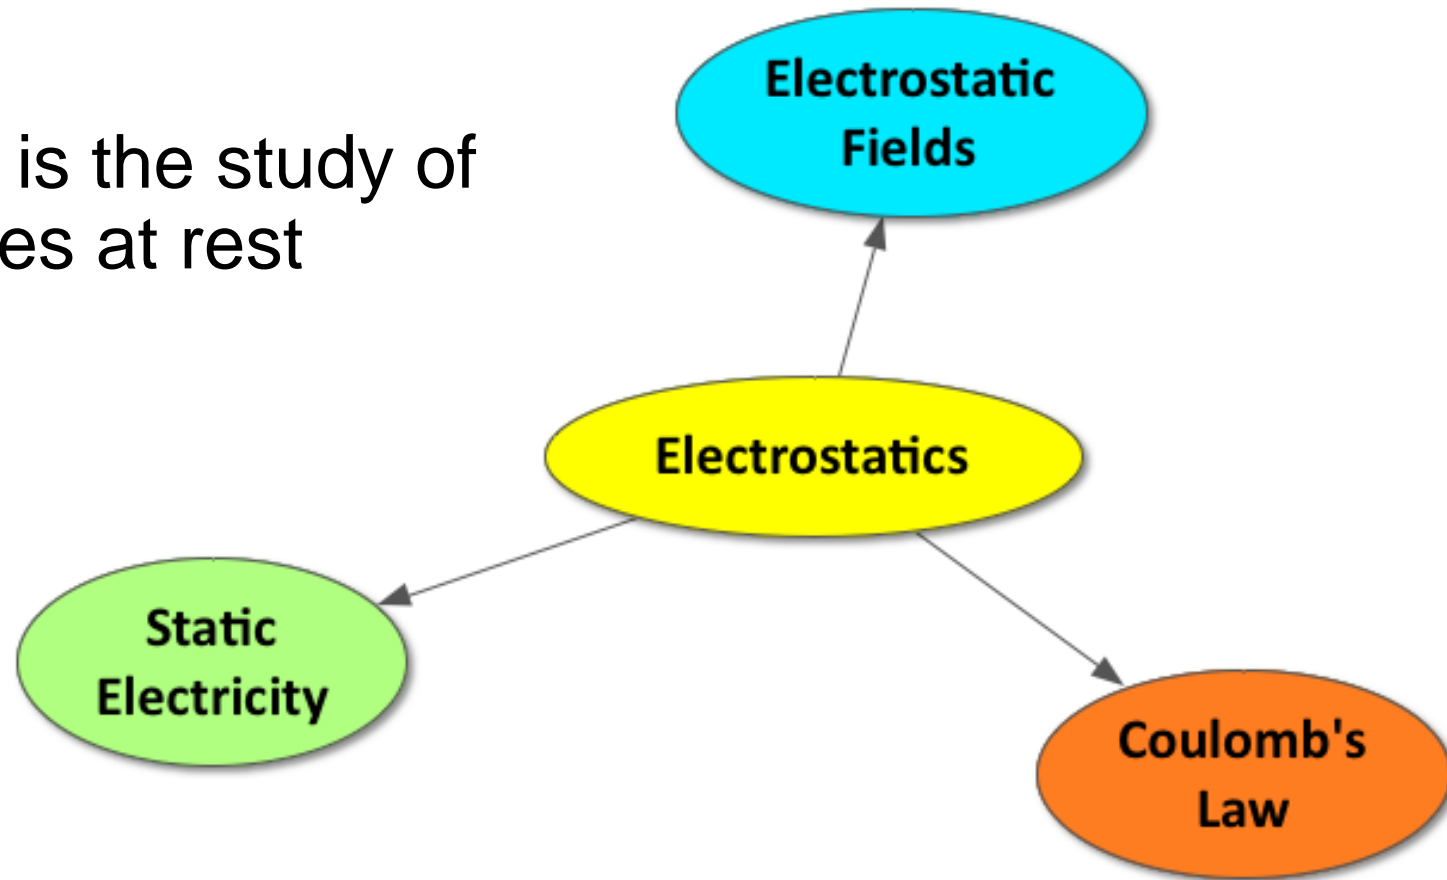 is the study of
es at rest
Electrostatic
Fields
Electrostatics
Static
Electricity
Coulomb's
Law